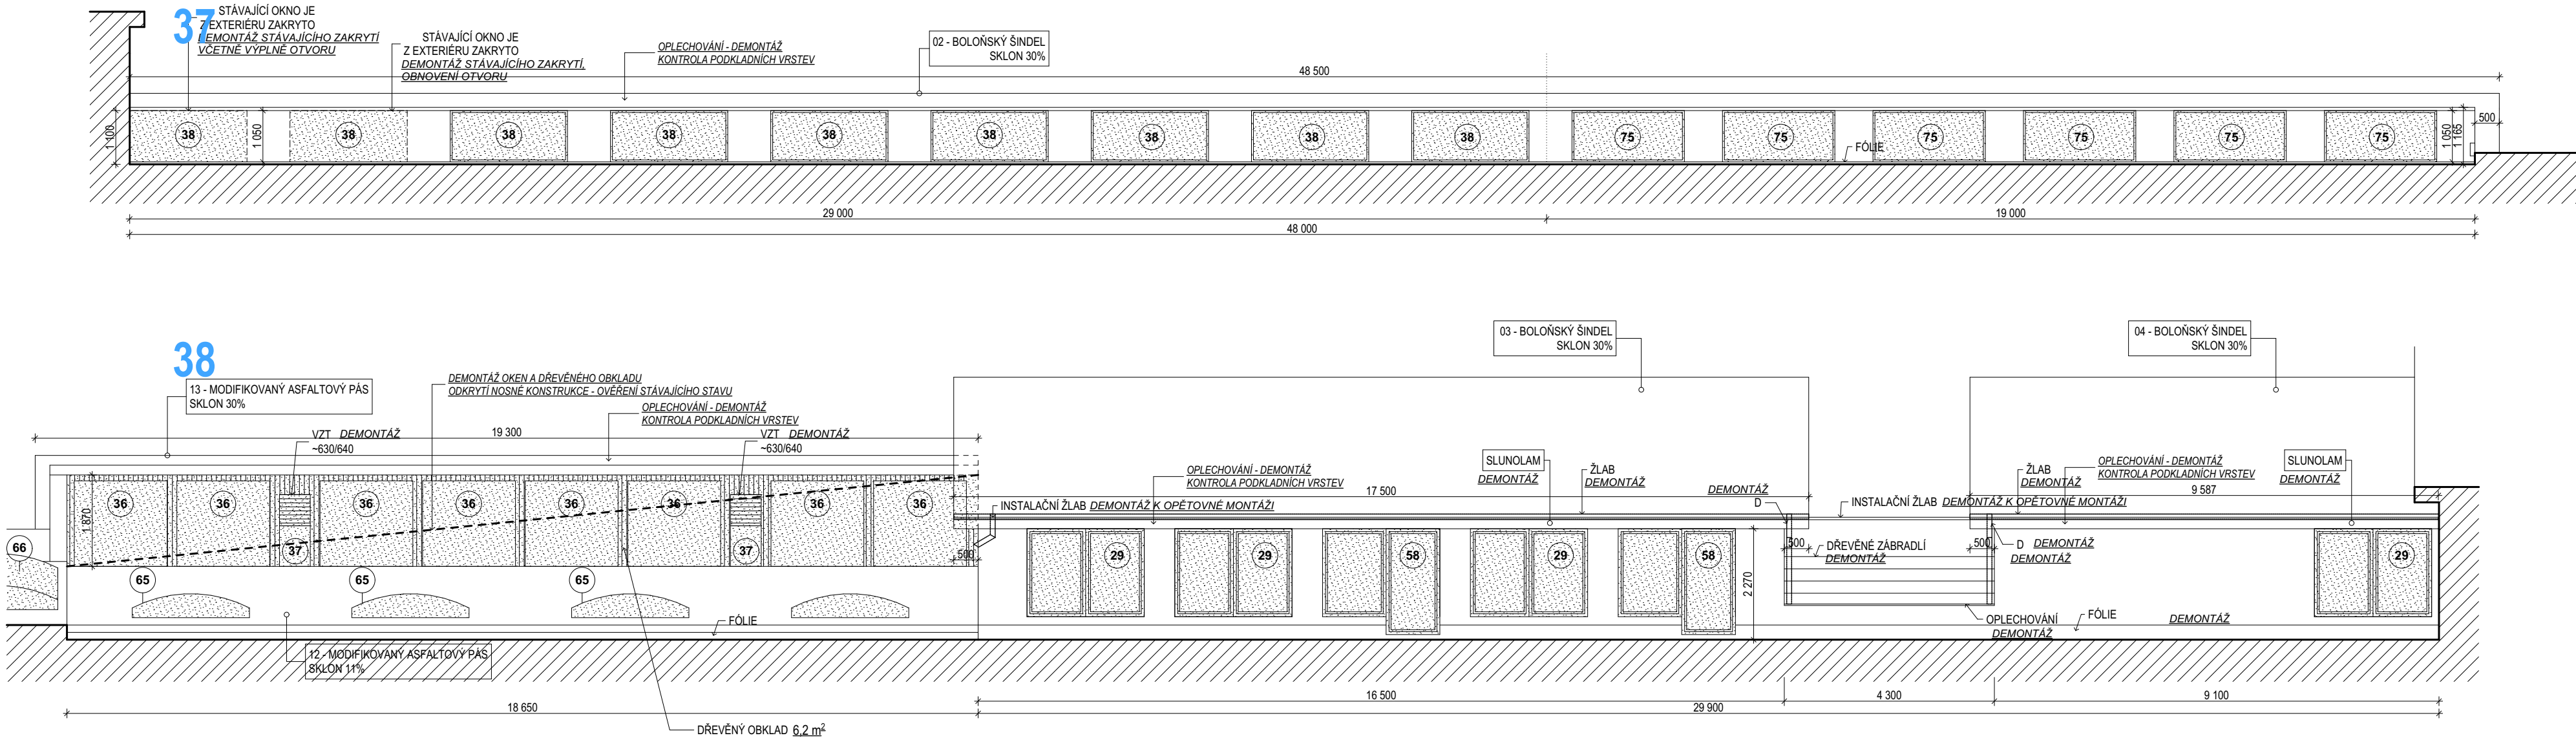 37
STÁVAJÍCÍ OKNO JE
Z EXTERIÉRU ZAKRYTO
DEMONTÁŽ STÁVAJÍCÍHO ZAKRYTÍ
VČETNĚ VÝPLNĚ OTVORU
STÁVAJÍCÍ OKNO JE
Z EXTERIÉRU ZAKRYTO
DEMONTÁŽ STÁVAJÍCÍHO ZAKRYTÍ,
OBNOVENÍ OTVORU
OPLECHOVÁNÍ - DEMONTÁŽ
KONTROLA PODKLADNÍCH VRSTEV
02 - BOLOŇSKÝ ŠINDEL
SKLON 30%
48 500
1 100
38
1 050
38
38
38
38
38
38
38
38
75
75
75
75
75
75
FÓLIE
1 050
1 165
500
29 000
19 000
48 000
38
13 - MODIFIKOVANÝ ASFALTOVÝ PÁS
SKLON 30%
DEMONTÁŽ OKEN A DŘEVĚNÉHO OBKLADU
ODKRYTÍ NOSNÉ KONSTRUKCE - OVĚŘENÍ STÁVAJÍCÍHO STAVU
OPLECHOVÁNÍ - DEMONTÁŽ
KONTROLA PODKLADNÍCH VRSTEV
03 - BOLOŇSKÝ ŠINDEL
SKLON 30%
04 - BOLOŇSKÝ ŠINDEL
SKLON 30%
19 300
VZT DEMONTÁŽ
~630/640
VZT DEMONTÁŽ
~630/640
OPLECHOVÁNÍ - DEMONTÁŽ
KONTROLA PODKLADNÍCH VRSTEV
SLUNOLAM
DEMONTÁŽ
ŽLAB
DEMONTÁŽ
17 500
DEMONTÁŽ
D
ŽLAB
DEMONTÁŽ
OPLECHOVÁNÍ - DEMONTÁŽ
KONTROLA PODKLADNÍCH VRSTEV
SLUNOLAM
DEMONTÁŽ
9 587
INSTALAČNÍ ŽLAB DEMONTÁŽ K OPĚTOVNÉ MONTÁŽI
INSTALAČNÍ ŽLAB DEMONTÁŽ K OPĚTOVNÉ MONTÁŽI
1 870
36
36
36
36
36
36
36
36
37
37
66
65
65
65
500
29
29
58
29
58
29
2 270
500
DŘEVĚNÉ ZÁBRADLÍ
DEMONTÁŽ
500
D DEMONTÁŽ
DEMONTÁŽ
FÓLIE
OPLECHOVÁNÍ
DEMONTÁŽ
FÓLIE
DEMONTÁŽ
12 - MODIFIKOVANÝ ASFALTOVÝ PÁS
SKLON 11%
16 500
4 300
9 100
18 650
29 900
DŘEVĚNÝ OBKLAD 6,2 m²